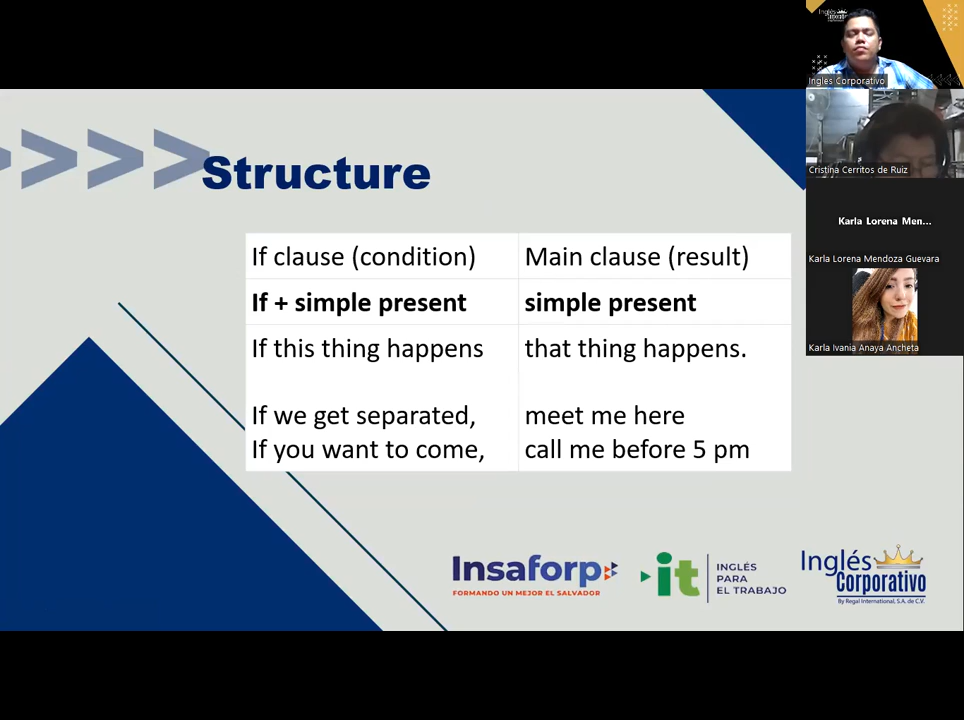 Structure
If clause (condition) Main clause (result)
If + simple present simple present
If this thing happens that thing happens.
If we get separated, meet me here
If you want to come, call me before 5 pm
Insaforp
FORMANDO UN MEJOR EL SALVADOR
it
INGLÉS
PARA
EL TRABAJO
Inglés
Corporativo
By Regal International, S.A. de C.V.
Inglés Corporativo
Cristina Cerritos de Ruiz
Karla Lorena Men...
Karla Lorena Mendoza Guevara
Karla Ivania Anaya Ancheta